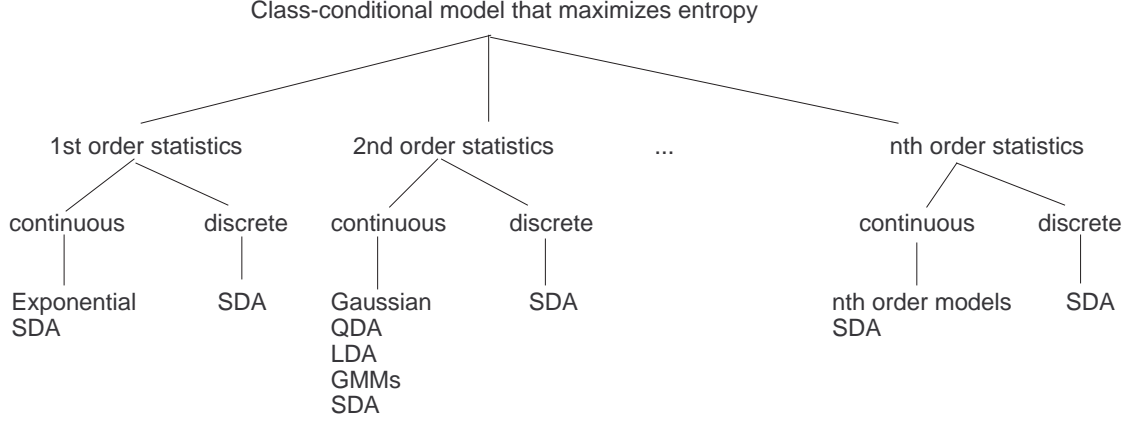 Class-conditional model that maximizes entropy
1st order statistics 2nd order statistics ... nth order statistics
continuous discrete continuous discrete continuous discrete
Exponential SDA Gaussian SDA nth order models SDA
SDA QDA SDA
LDA
GMMs
SDA